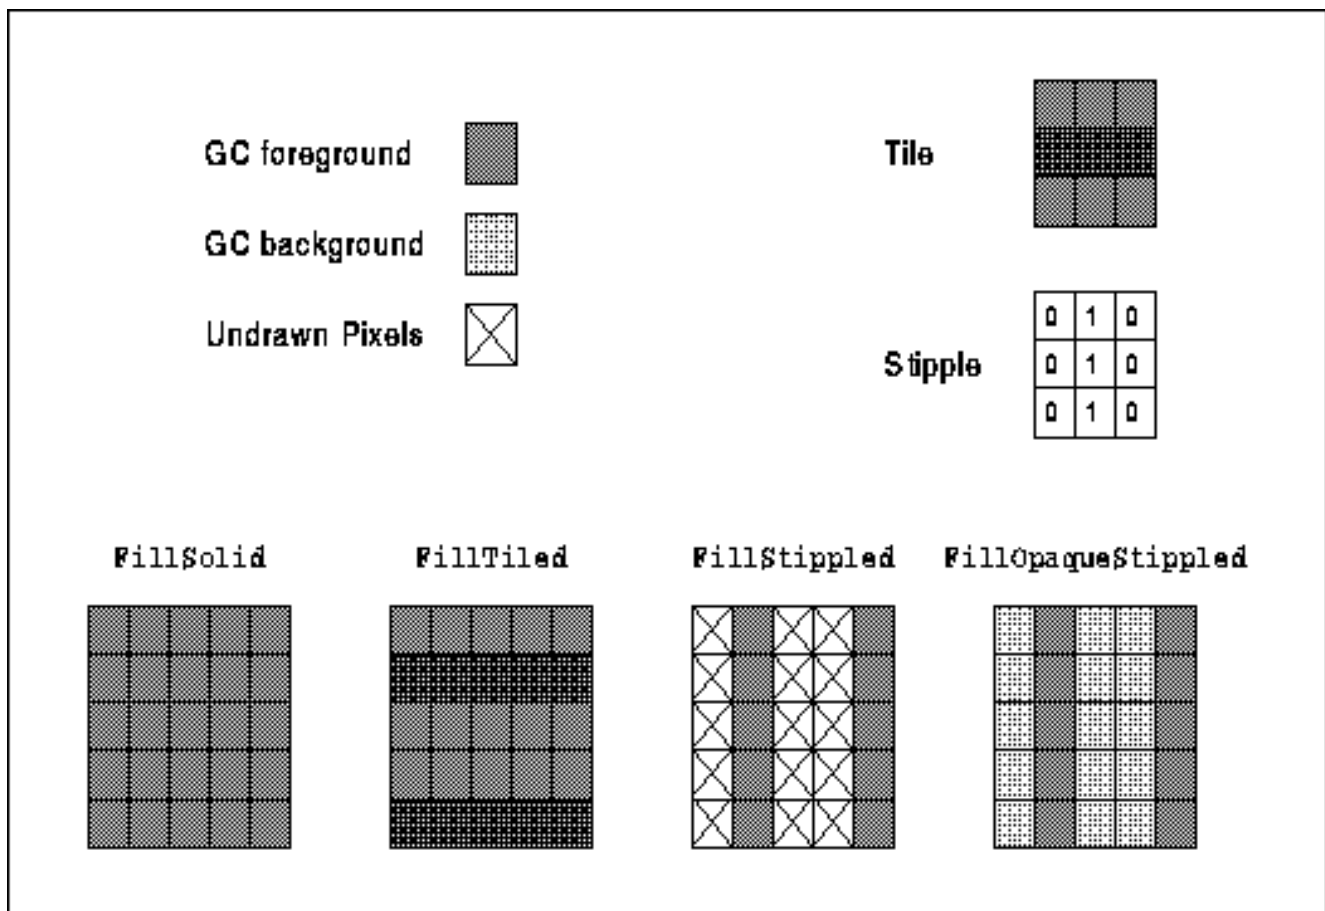 GC foreground
Tile
GC background
Undrawn Pixels
Stipple
0 1 0
0 1 0
0 1 0
FillSolid
FillTiled
FillStippled
FillOpaqueStippled